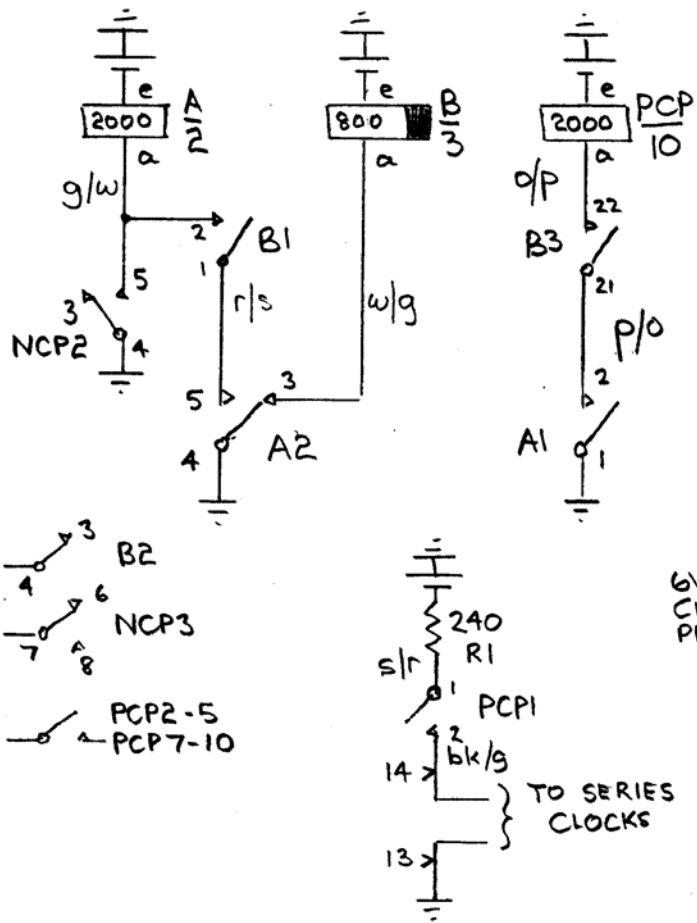 e
2000
A
2
a
g/w
2
B1
1
5
3
NCP2
4
r/s
5
3
4
A2
e
800
B
3
a
w/g
e
2000
PCP
10
a
o/p
22
B3
21
p/o
2
A1
1
3
B2
4
6
NCP3
7
8
PCP2-5
PCP7-10
240
R1
s/r
1
PCP1
2
bk/g
14
TO SERIES
CLOCKS
13